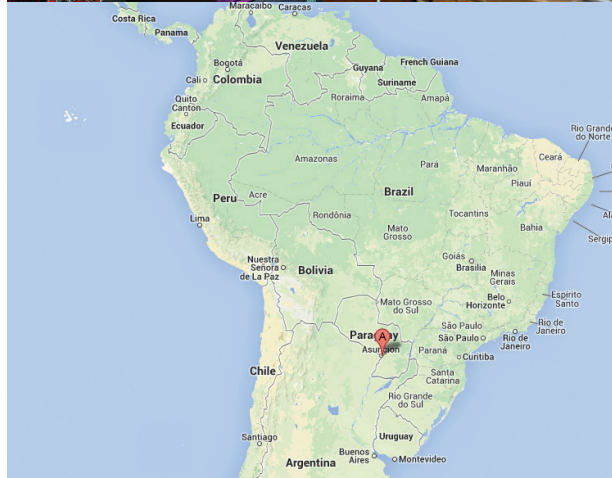 Maracaibo
Caracas
Costa Rica
Panama
Venezuela
Bogotá
Cali
Colombia
Guyana
French Guiana
Suriname
Quito
Canton
Roraima
Amapá
Ecuador
Rio Grande
do Norte
Amazonas
Pará
Ceará
Maranhão
Piauí
Peru
Acre
Brazil
Lima
Rondônia
Tocantins
Mato
Grosso
Bahia
Sergip
Nuestra
Señora
de La Paz
Bolivia
Goiás
Brasilia
Minas
Gerais
Mato Grosso
do Sul
Belo
Horizonte
Espírito
Santo
São Paulo
São Paulo
Rio de
Janeiro
Rio de
Janeiro
A
Asunción
Paraná
Curitiba
Chile
Santa
Catarina
Rio Grande
do Sul
Santiago
Uruguay
Buenos
Aires
Montevideo
Argentina